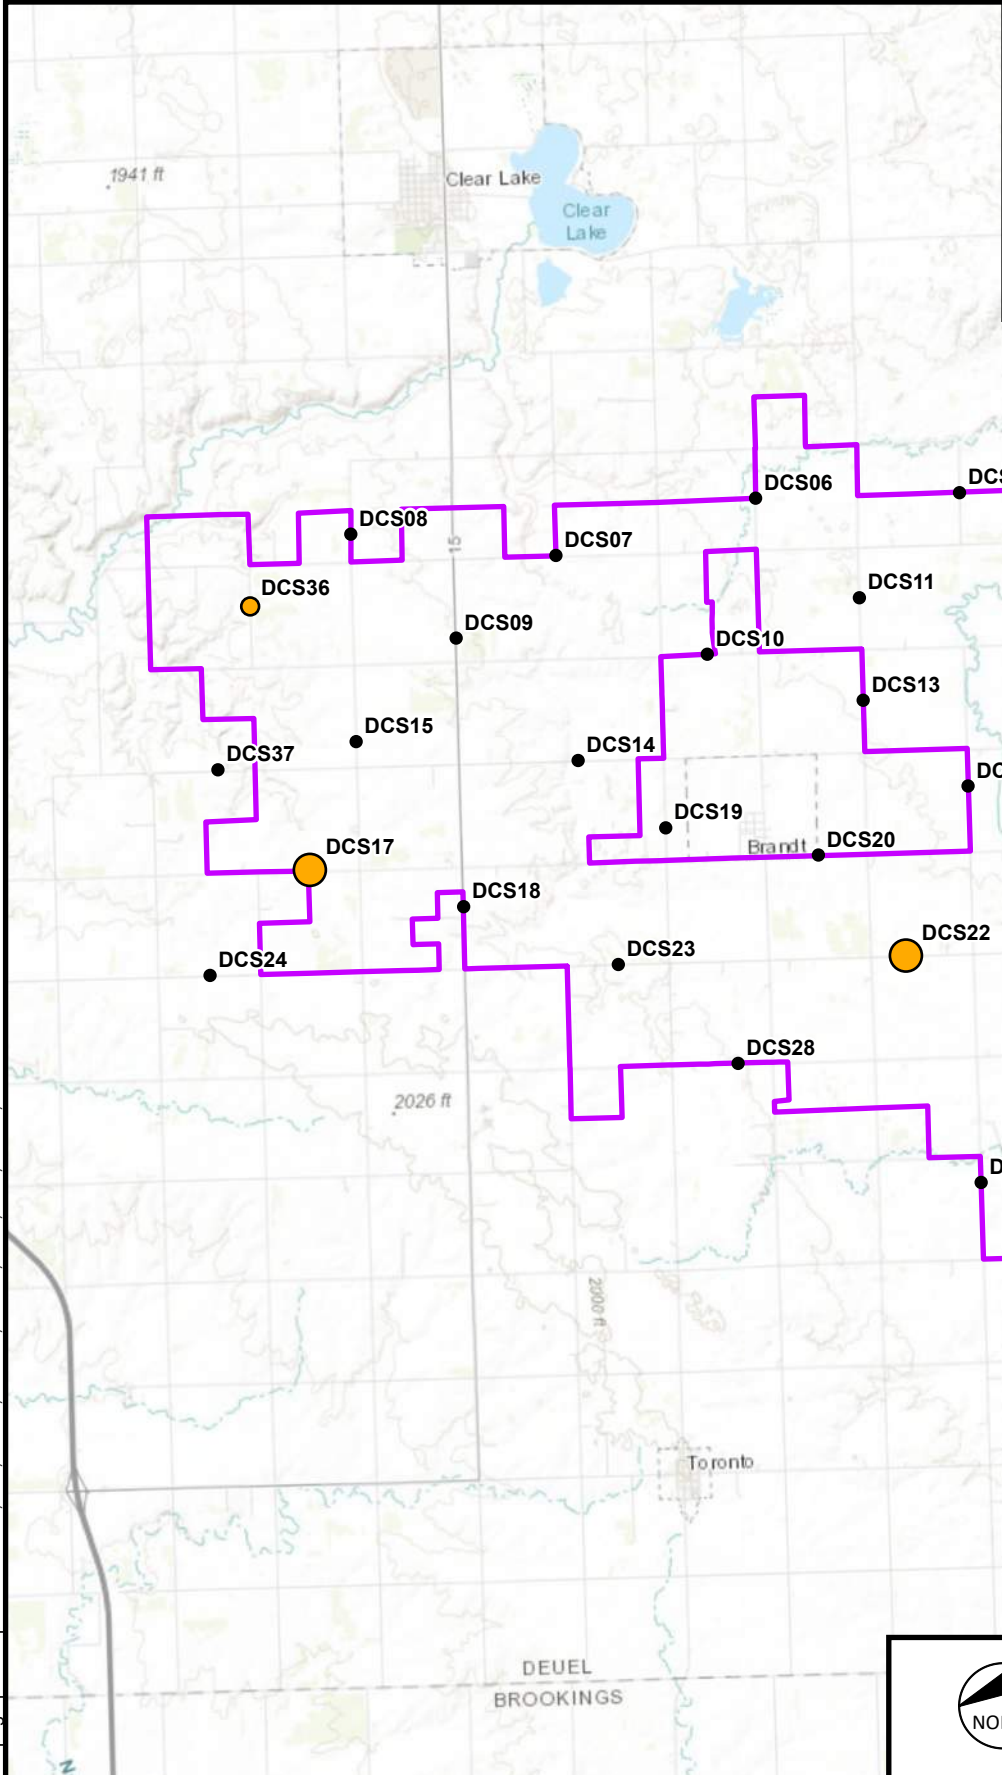 1941 ft
Clear Lake
Clear
Lake
DCS06
DCS08
DCS07
15
DCS36
DCS11
DCS09
DCS10
DCS13
DCS15
DCS14
DCS37
DCS19
Brandt
DCS20
DCS17
DCS18
DCS22
DCS23
DCS24
DCS28
2026 ft
2000 ft
Toronto
DEUEL
BROOKINGS